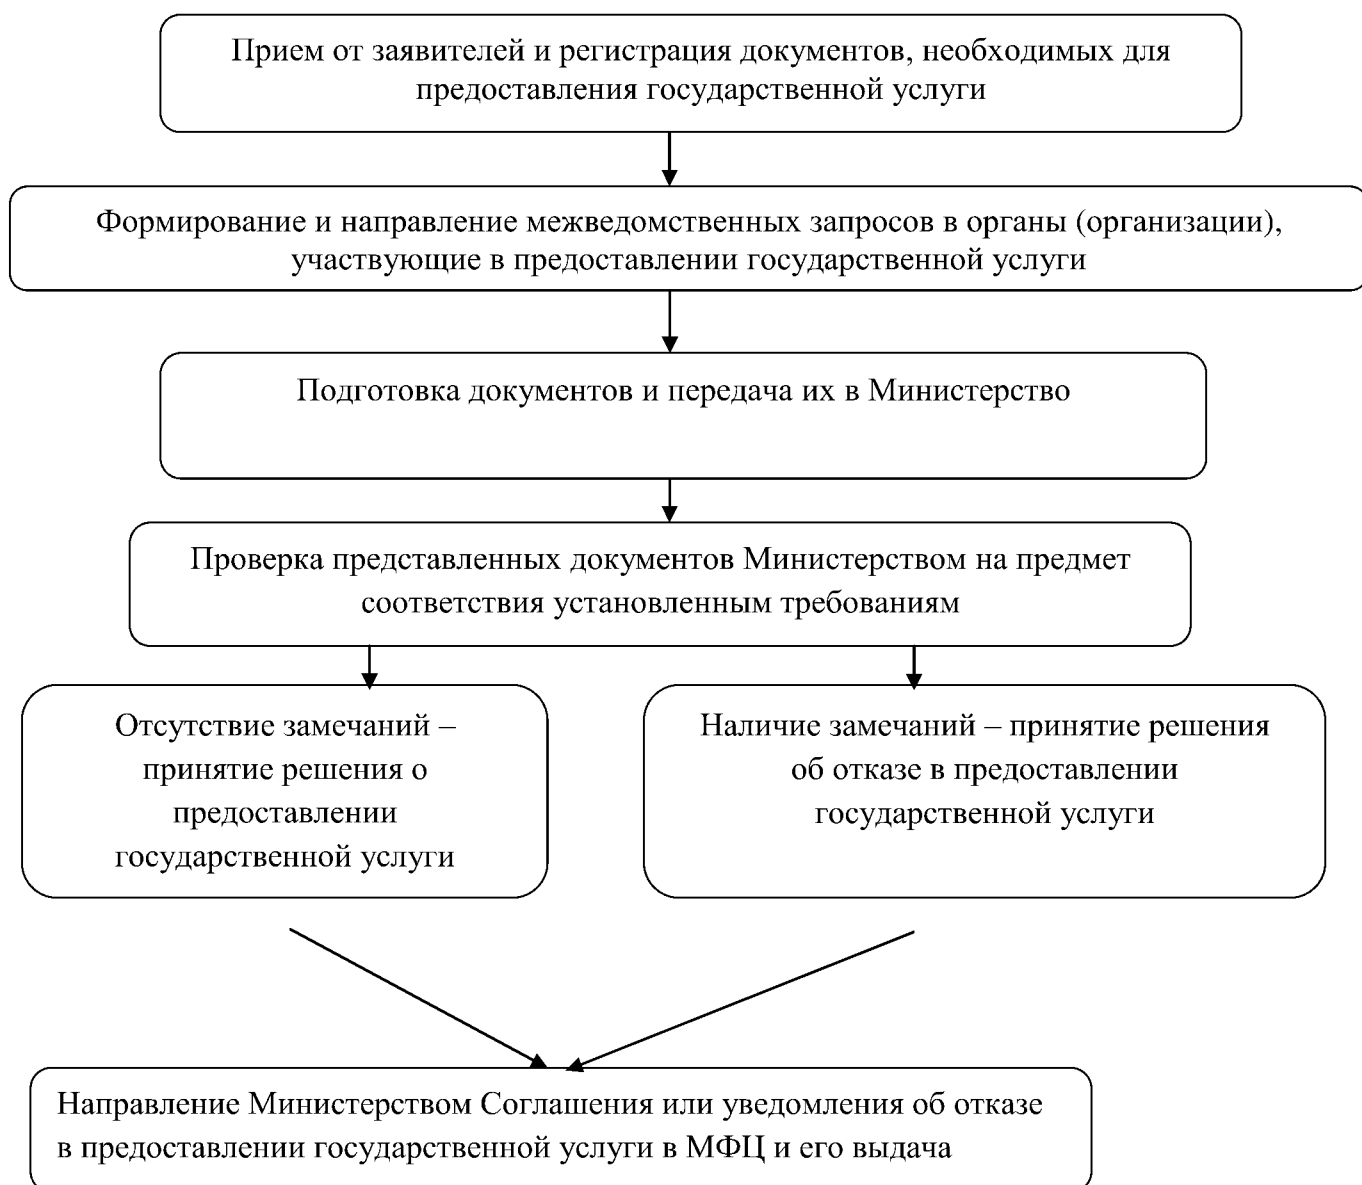 Прием от заявителей и регистрация документов, необходимых для
предоставления государственной услуги
Формирование и направление межведомственных запросов в органы (организации),
участвующие в предоставлении государственной услуги
Подготовка документов и передача их в Министерство
Проверка представленных документов Министерством на предмет
соответствия установленным требованиям
Отсутствие замечаний –
принятие решения о
предоставлении
государственной услуги
Наличие замечаний – принятие решения
об отказе в предоставлении
государственной услуги
Направление Министерством Соглашения или уведомления об отказе
в предоставлении государственной услуги в МФЦ и его выдача